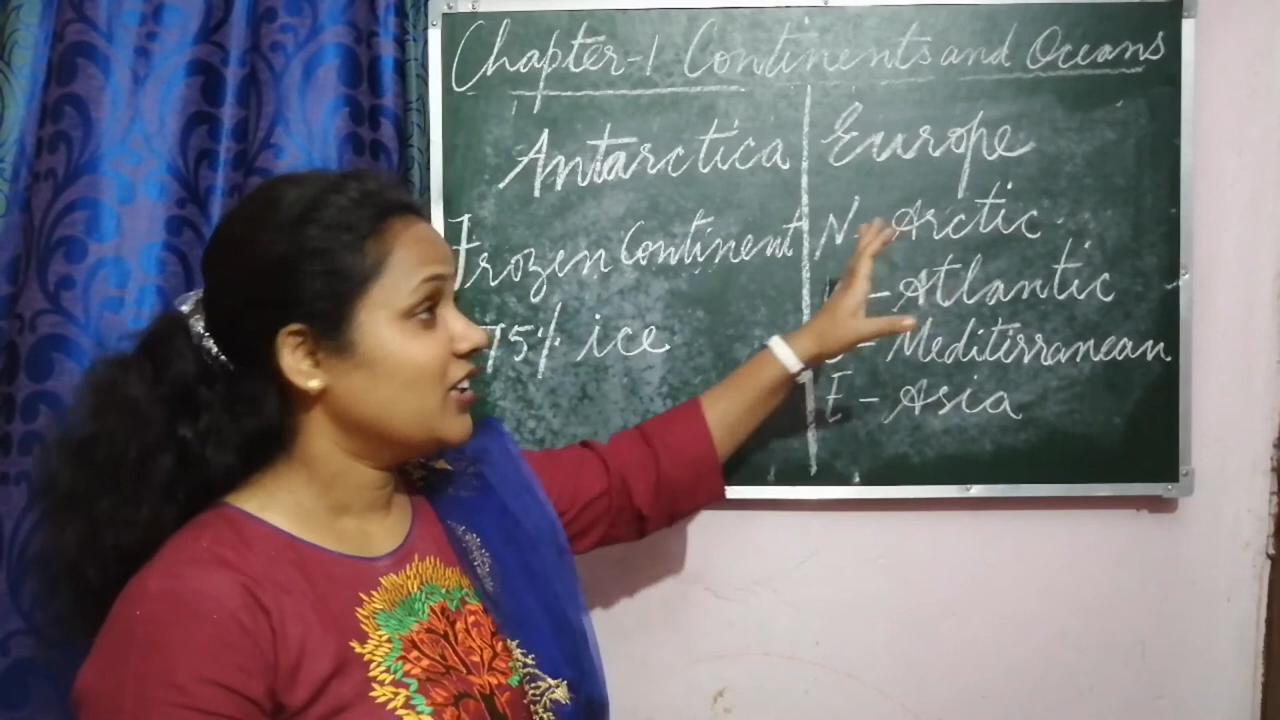 Chapter-1 Continents and Oceans
Antarctica
Frozen Continent
75% ice
Europe
N- Arctic
- Atlantic
- Mediterranean
E - Asia